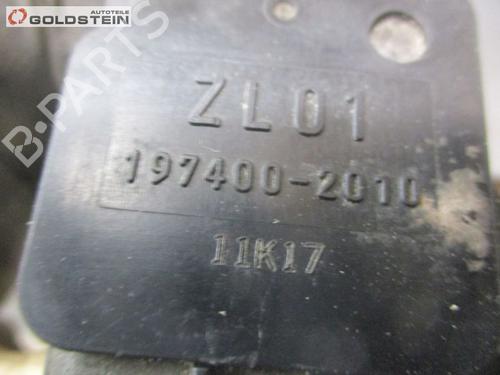 AUTOTEILE
GOLDSTEIN
B-PARTS
ZL01
197400-2010
11K17